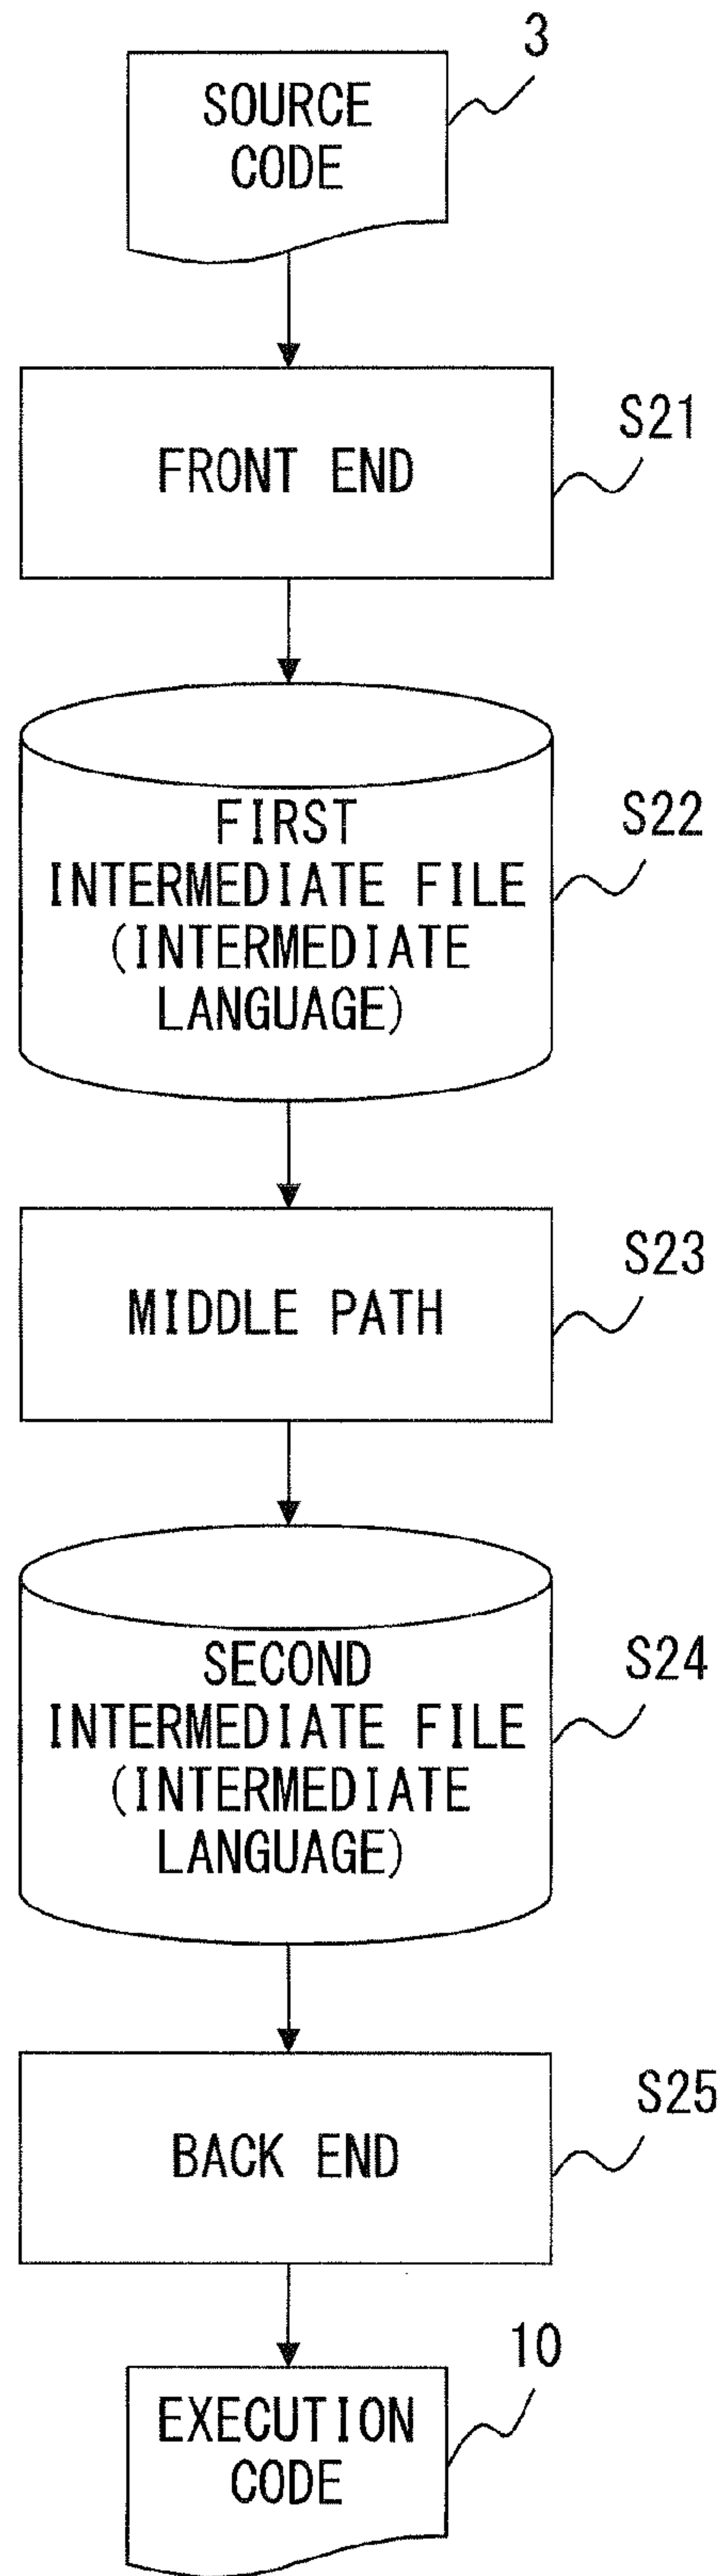 3
SOURCE
CODE
S21
FRONT END
S22
FIRST
INTERMEDIATE FILE
(INTERMEDIATE
LANGUAGE)
S23
MIDDLE PATH
S24
SECOND
INTERMEDIATE FILE
(INTERMEDIATE
LANGUAGE)
S25
BACK END
10
EXECUTION
CODE